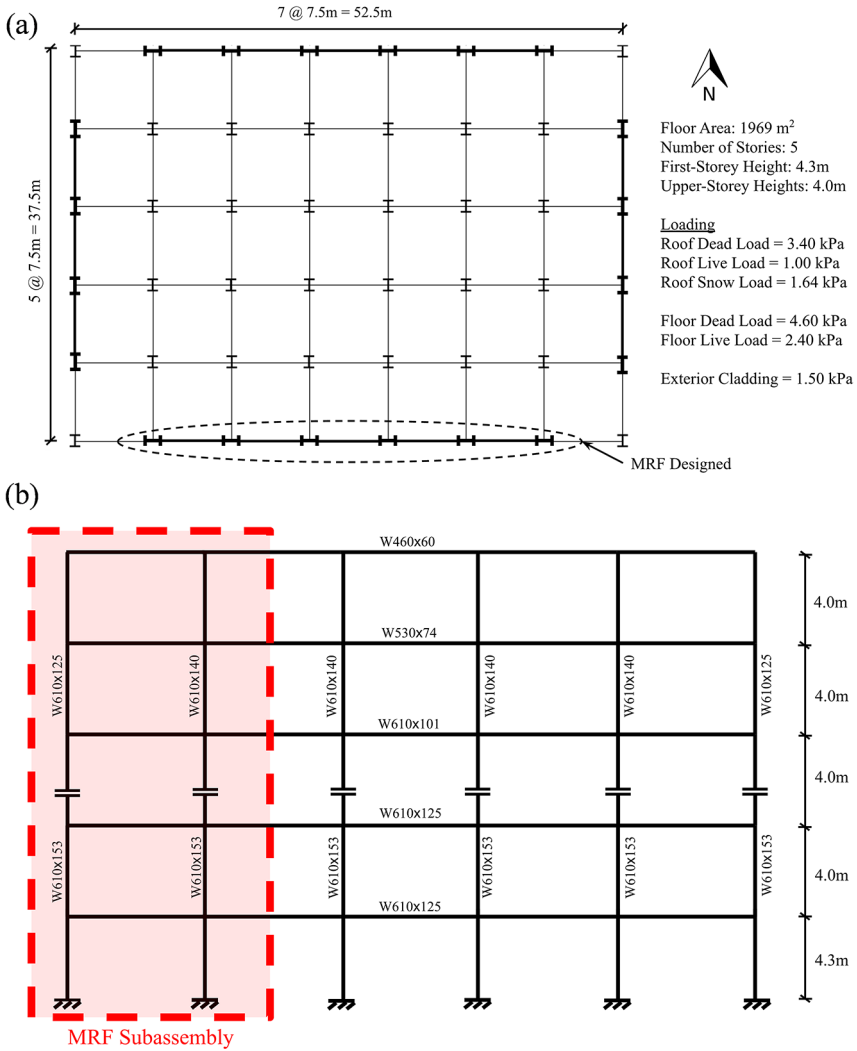 (a)
7 @ 7.5m = 52.5m
5 @ 7.5m = 37.5m
N
Floor Area: 1969 m²
Number of Stories: 5
First-Storey Height: 4.3m
Upper-Storey Heights: 4.0m
Loading
Roof Dead Load = 3.40 kPa
Roof Live Load = 1.00 kPa
Roof Snow Load = 1.64 kPa
Floor Dead Load = 4.60 kPa
Floor Live Load = 2.40 kPa
Exterior Cladding = 1.50 kPa
MRF Designed
(b)
W460x60
4.0m
W530x74
W610x125
W610x140
W610x140
W610x140
W610x140
W610x125
4.0m
W610x101
4.0m
W610x125
W610x153
W610x153
W610x153
W610x153
W610x153
W610x153
4.0m
W610x125
4.3m
MRF Subassembly